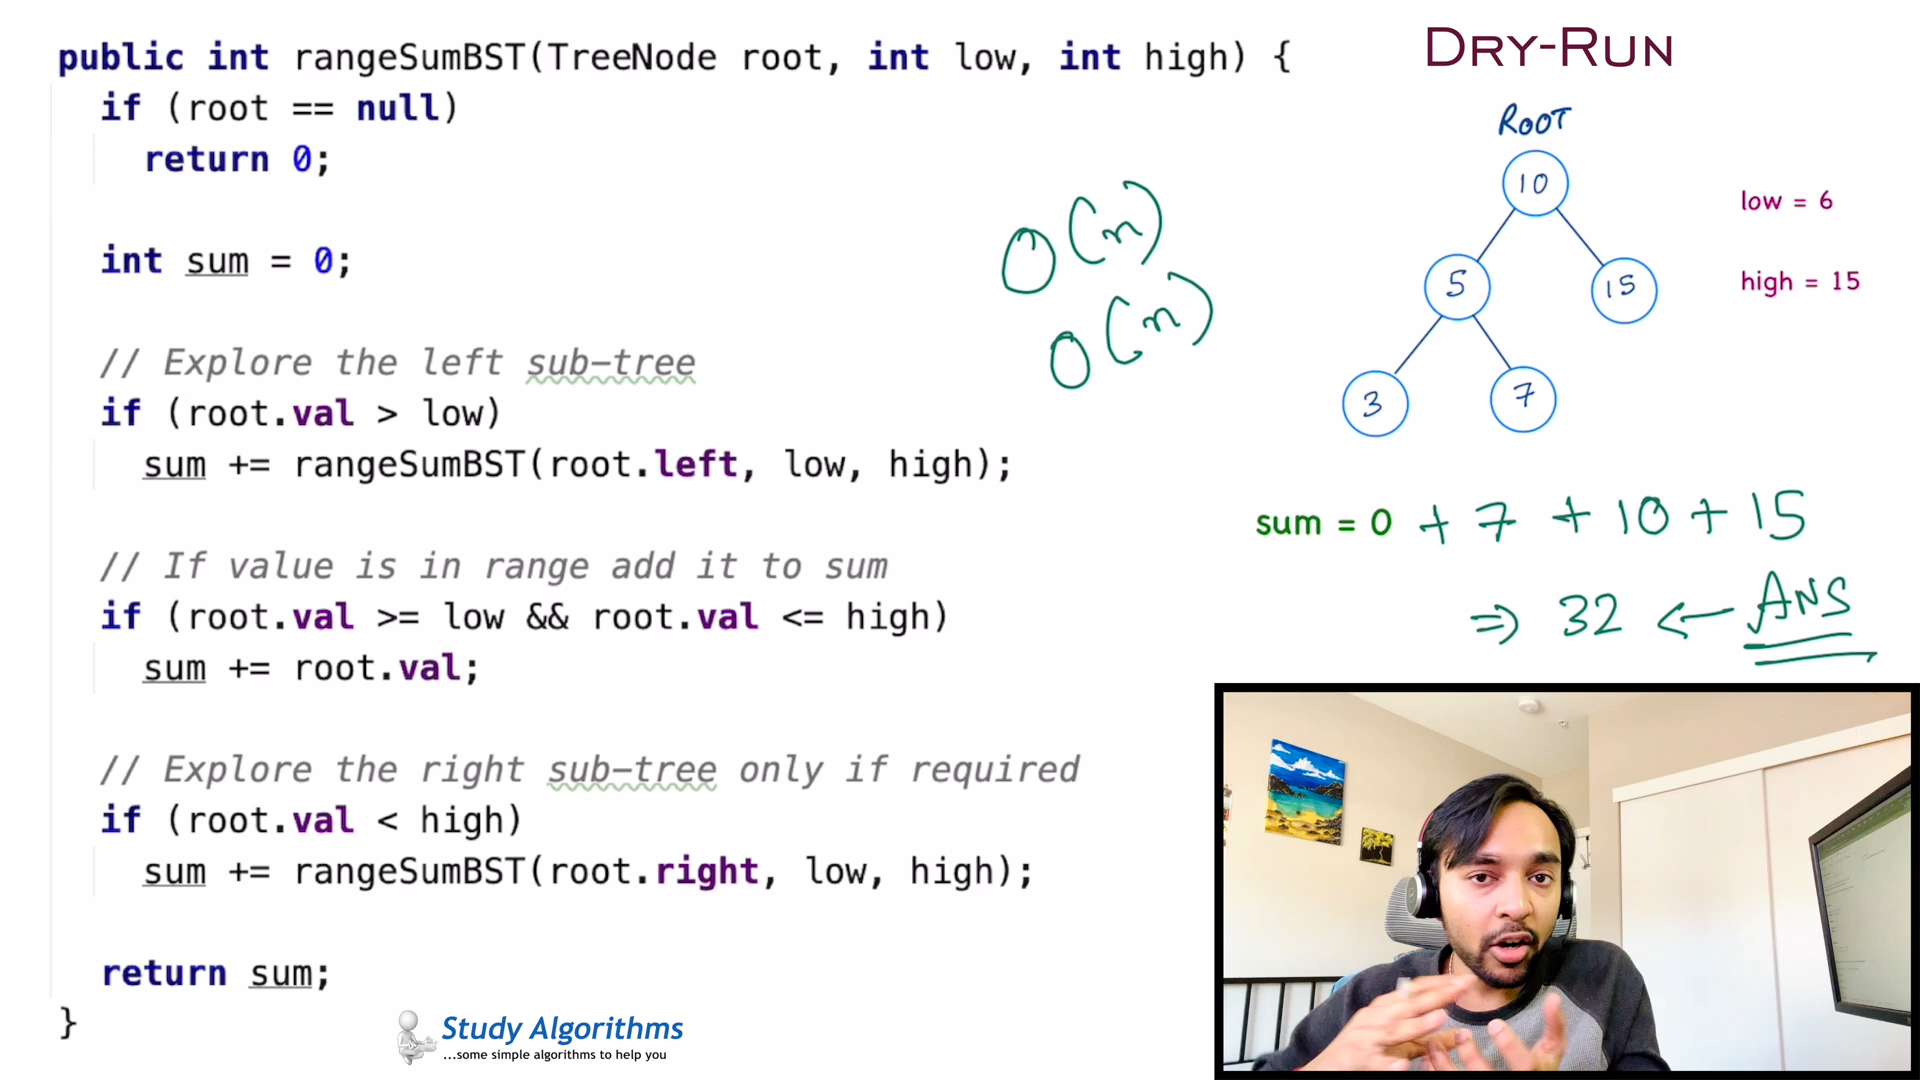 public int rangeSumBST(TreeNode root, int low, int high) {
if (root == null)
return 0;
int sum = 0;
// Explore the left sub-tree
if (root.val > low)
sum += rangeSumBST(root.left, low, high);
// If value is in range add it to sum
if (root.val >= low && root.val <= high)
sum += root.val;
// Explore the right sub-tree only if required
if (root.val < high)
sum += rangeSumBST(root.right, low, high);
return sum;
}
O(n)
O(n)
DRY-RUN
ROOT
10
5
15
3
7
low = 6
high = 15
sum = 0 + 7 + 10 + 15
⇒ 32 ← ANS
Study Algorithms
...some simple algorithms to help you